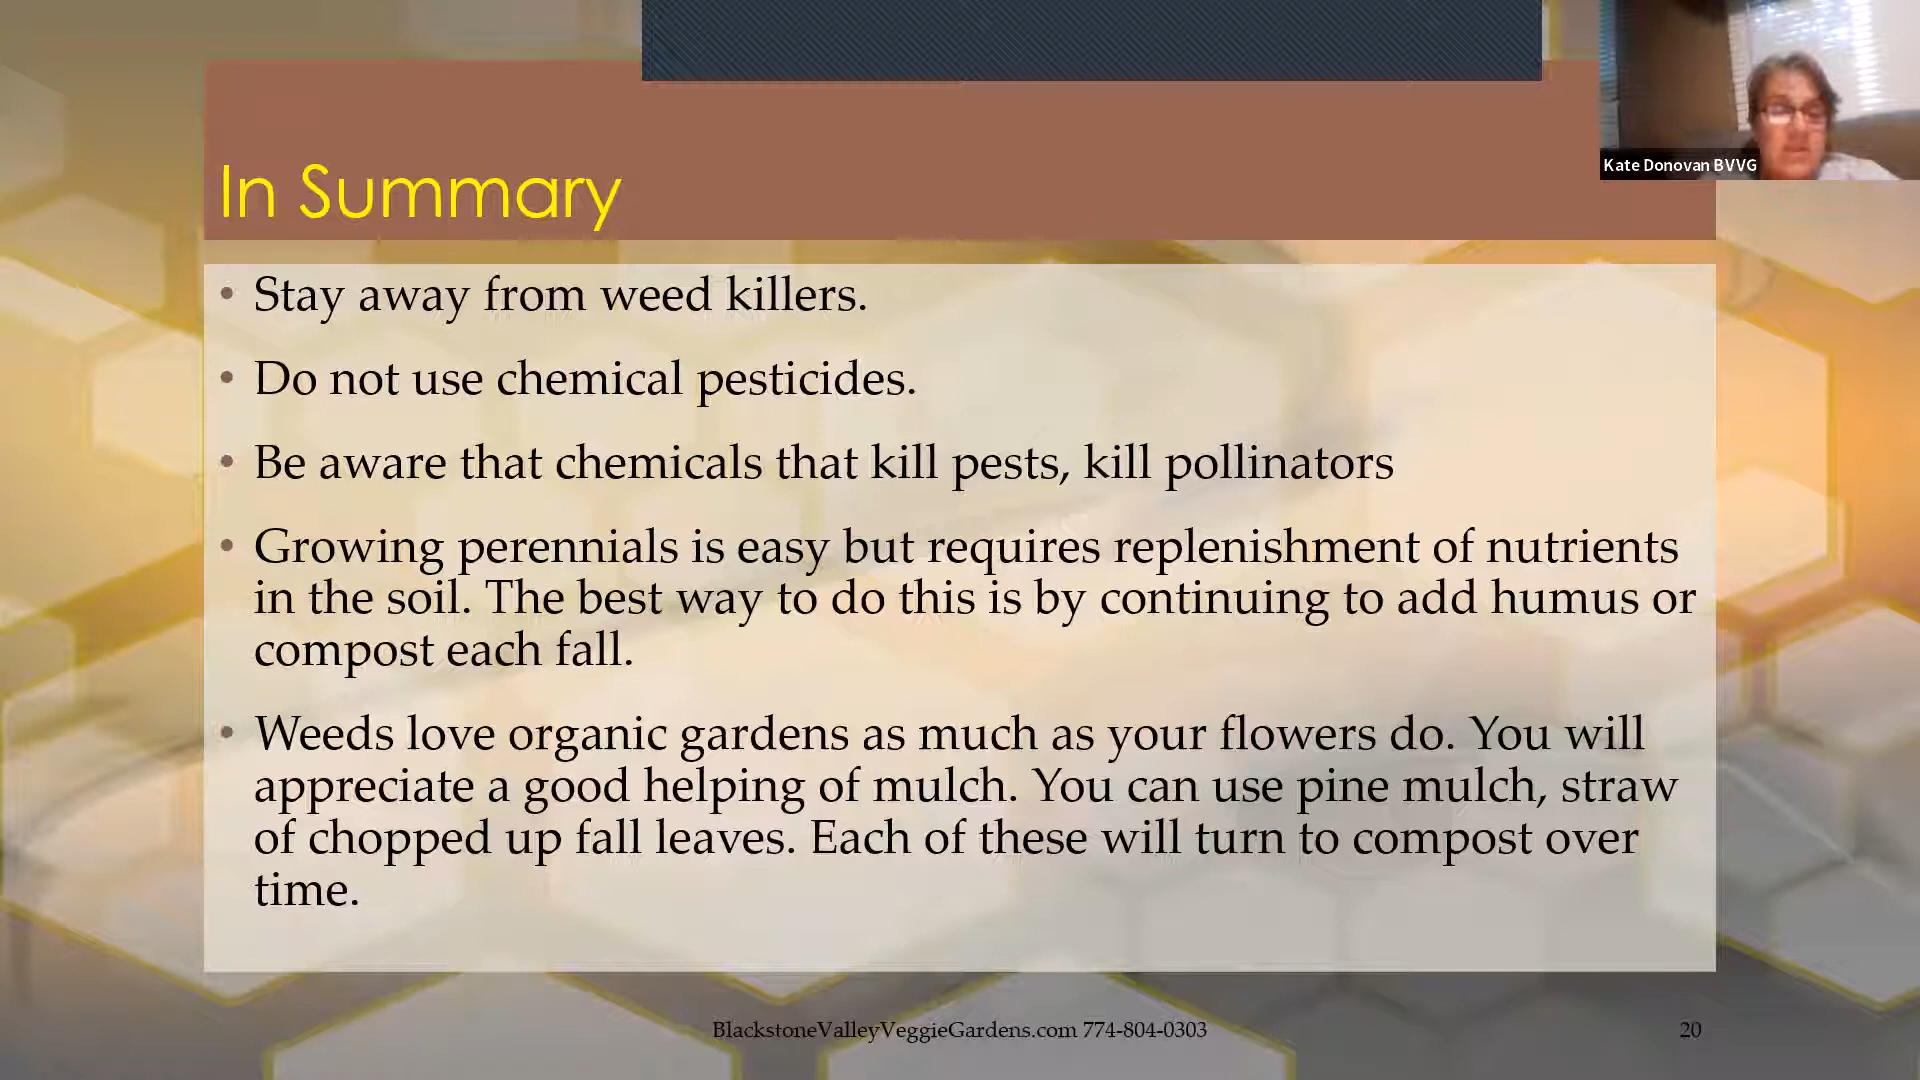 Kate Donovan BVVG
In Summary
• Stay away from weed killers.
• Do not use chemical pesticides.
• Be aware that chemicals that kill pests, kill pollinators
• Growing perennials is easy but requires replenishment of nutrients
in the soil. The best way to do this is by continuing to add humus or
compost each fall.
• Weeds love organic gardens as much as your flowers do. You will
appreciate a good helping of mulch. You can use pine mulch, straw
of chopped up fall leaves. Each of these will turn to compost over
time.
BlackstoneValleyVeggieGardens.com 774-804-0303
20